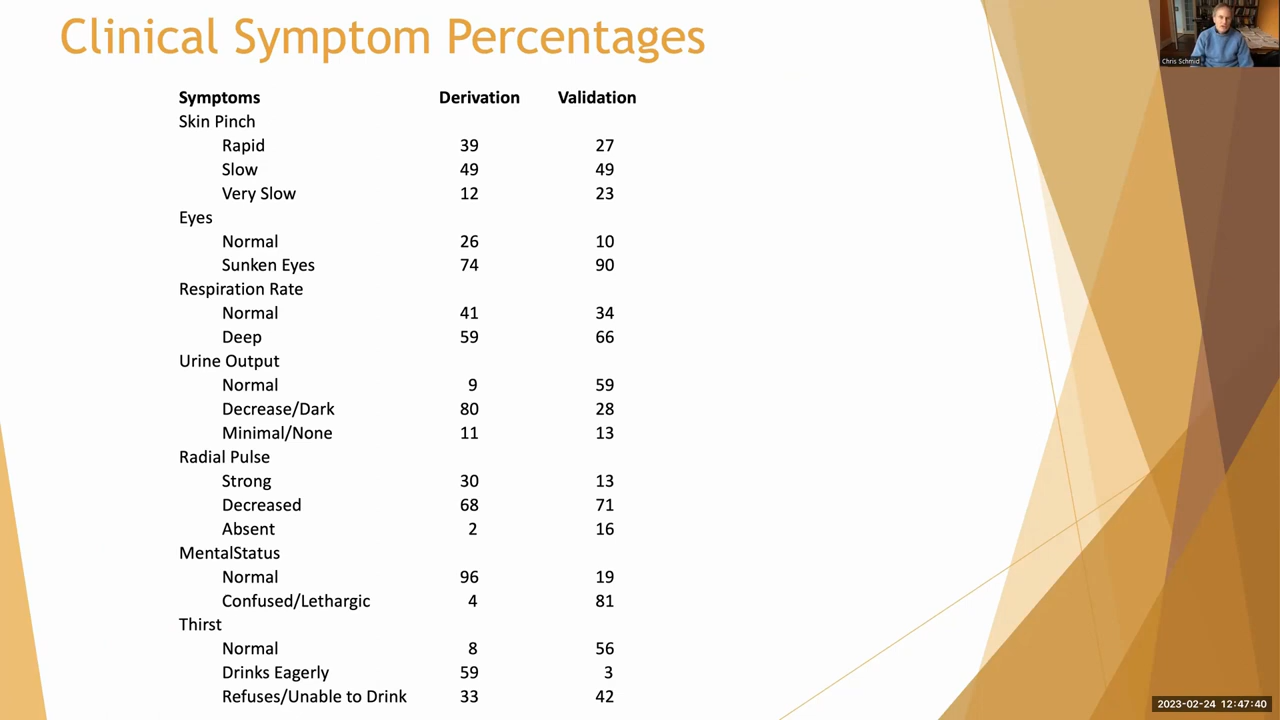 Clinical Symptom Percentages
Chris Schmid
Symptoms Derivation Validation
Skin Pinch
Rapid 39 27
Slow 49 49
Very Slow 12 23
Eyes
Normal 26 10
Sunken Eyes 74 90
Respiration Rate
Normal 41 34
Deep 59 66
Urine Output
Normal 9 59
Decrease/Dark 80 28
Minimal/None 11 13
Radial Pulse
Strong 30 13
Decreased 68 71
Absent 2 16
MentalStatus
Normal 96 19
Confused/Lethargic 4 81
Thirst
Normal 8 56
Drinks Eagerly 59 3
Refuses/Unable to Drink 33 42
2023-02-24 12:47:40